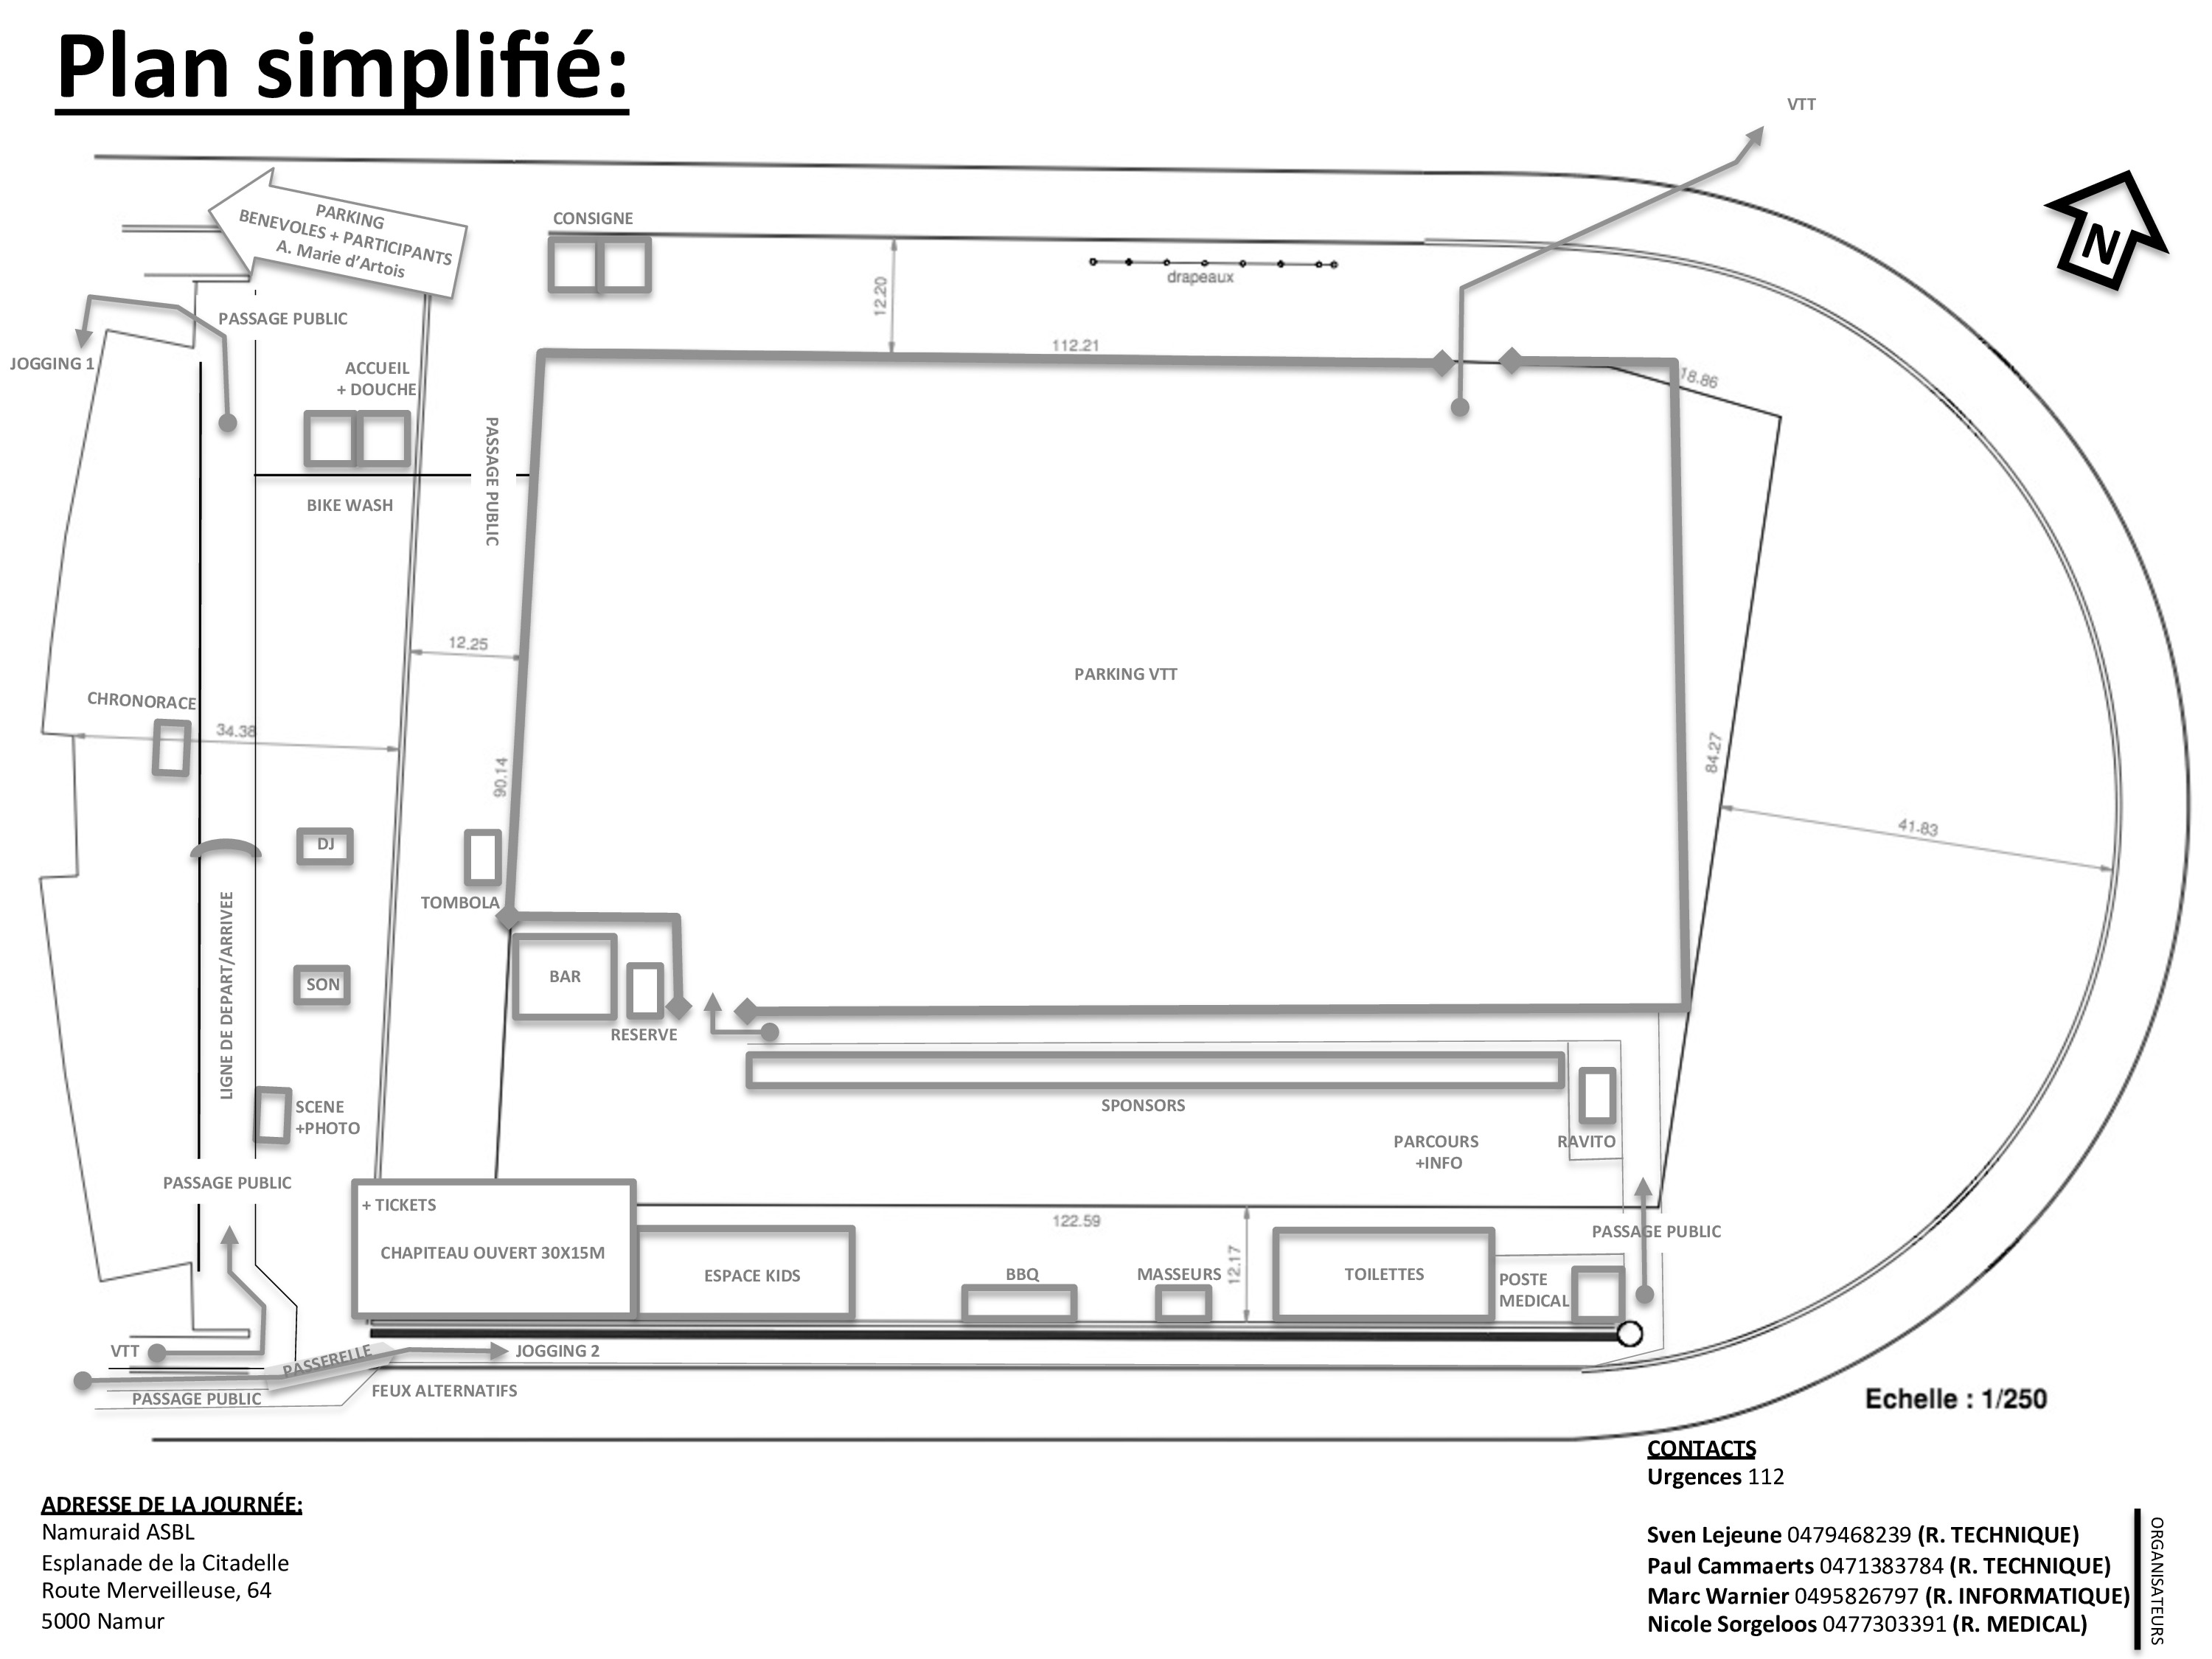 Plan simplifié:
VTT
PARKING
BENEVOLES + PARTICIPANTS
A. Marie d'Artois
CONSIGNE
N
drapeaux
12.20
PASSAGE PUBLIC
112.21
JOGGING 1
ACCUEIL
+ DOUCHE
18.86
PASSAGE PUBLIC
BIKE WASH
12.25
PARKING VTT
CHRONORACE
34.38
90.14
84.27
41.83
DJ
TOMBOLA
LIGNE DE DEPART/ARRIVEE
BAR
SON
RESERVE
SCENE
+PHOTO
SPONSORS
PARCOURS
+INFO
RAVITO
PASSAGE PUBLIC
+ TICKETS
122.59
PASSAGE PUBLIC
CHAPITEAU OUVERT 30X15M
ESPACE KIDS
BBQ
MASSEURS
12.17
TOILETTES
POSTE
MEDICAL
VTT
PASSERELLE
JOGGING 2
PASSAGE PUBLIC
FEUX ALTERNATIFS
Echelle : 1/250
CONTACTS
Urgences 112
ADRESSE DE LA JOURNÉE:
Namuraid ASBL
Esplanade de la Citadelle
Route Merveilleuse, 64
5000 Namur
Sven Lejeune 0479468239 (R. TECHNIQUE)
Paul Cammaerts 0471383784 (R. TECHNIQUE)
Marc Warnier 0495826797 (R. INFORMATIQUE)
Nicole Sorgeloos 0477303391 (R. MEDICAL)
ORGANISATEURS